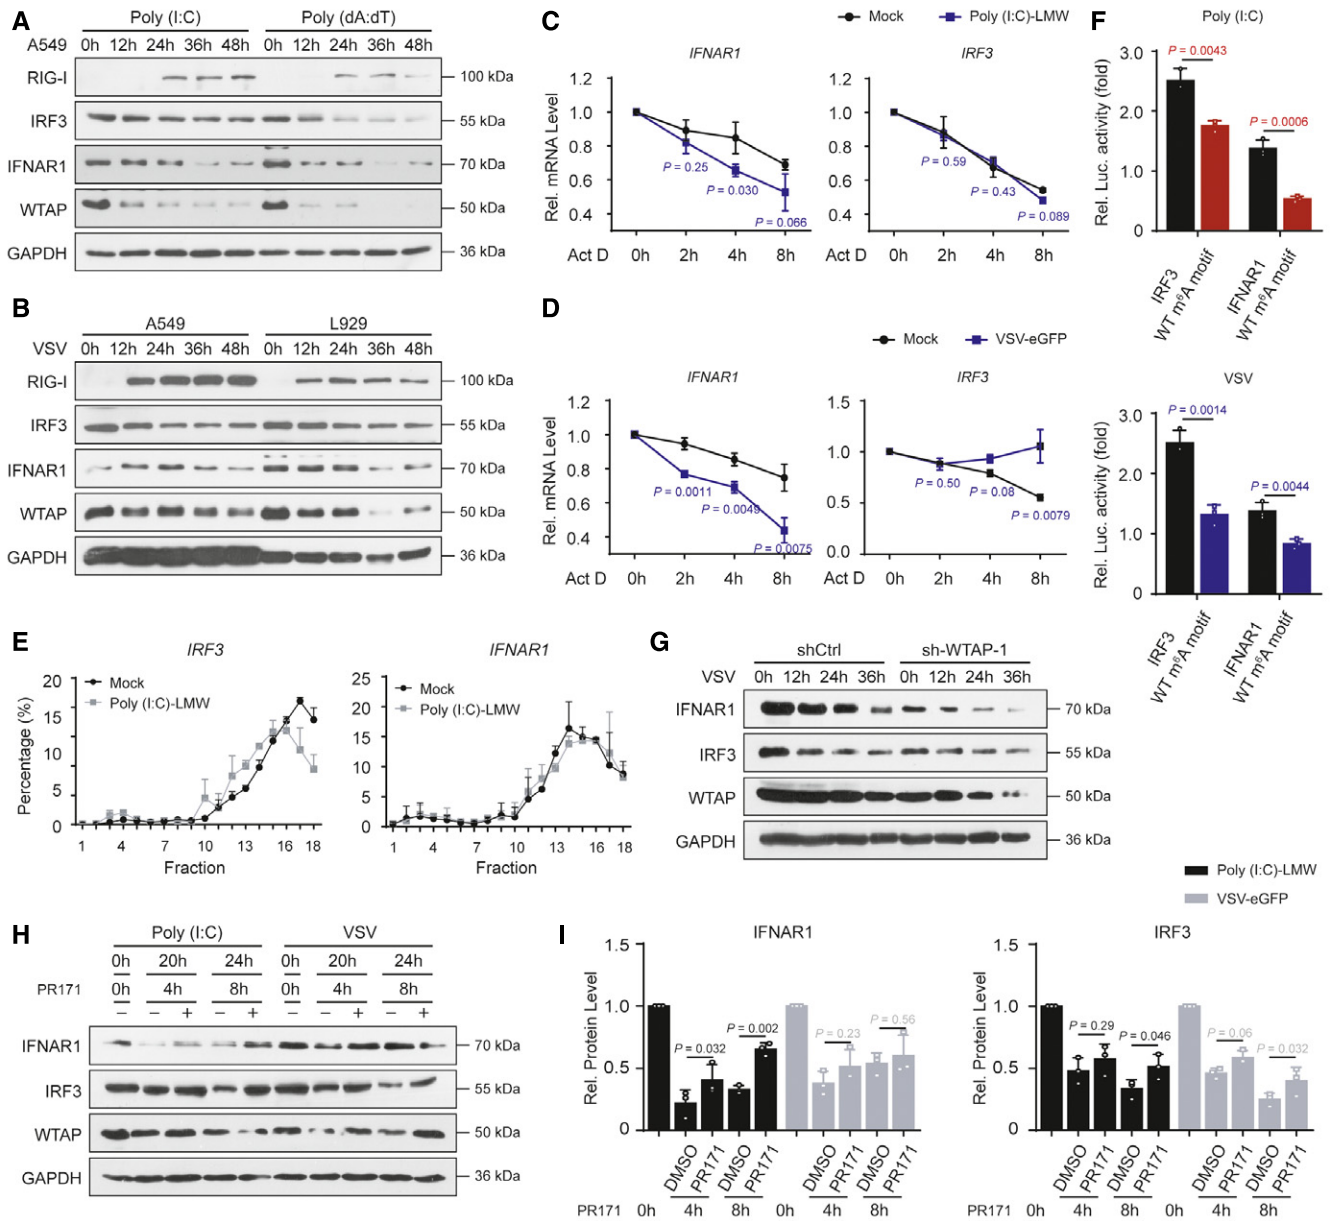 A
Poly (I:C) Poly (dA:dT)
A549 0h 12h 24h 36h 48h 0h 12h 24h 36h 48h
RIG-I 100 kDa
IRF3 55 kDa
IFNAR1 70 kDa
WTAP 50 kDa
GAPDH 36 kDa
B
A549 L929
VSV 0h 12h 24h 36h 48h 0h 12h 24h 36h 48h
RIG-I 100 kDa
IRF3 55 kDa
IFNAR1 70 kDa
WTAP 50 kDa
GAPDH 36 kDa
C
Mock Poly (I:C)-LMW
IFNAR1 IRF3
Rel. mRNA Level
1.2 1.2
1.0 1.0
0.8 0.8
0.6 0.6
0.4 0.4
P = 0.25
P = 0.030
P = 0.066
P = 0.59
P = 0.43
P = 0.089
Act D 0h 2h 4h 8h Act D 0h 2h 4h 8h
D
Mock VSV-eGFP
IFNAR1 IRF3
Rel. mRNA Level
1.2 1.5
1.0 1.0
0.8 0.5
0.6 0.0
0.4
P = 0.0011
P = 0.0049
P = 0.0075
P = 0.50
P = 0.08
P = 0.0079
Act D 0h 2h 4h 8h Act D 0h 2h 4h 8h
F
Poly (I:C)
Rel. Luc. activity (fold)
3.0
2.0
1.0
0
P = 0.0043
P = 0.0006
IRF3
WT m⁶A motif
IFNAR1
WT m⁶A motif
VSV
Rel. Luc. activity (fold)
3.0
2.0
1.0
0
P = 0.0014
P = 0.0044
IRF3
WT m⁶A motif
IFNAR1
WT m⁶A motif
E
IRF3 IFNAR1
Mock Mock
Poly (I:C)-LMW Poly (I:C)-LMW
Percentage (%)
20 25
15 20
10 15
5 10
0 5
0
1 4 7 10 13 16 18 1 4 7 10 13 16 18
Fraction Fraction
G
shCtrl sh-WTAP-1
VSV 0h 12h 24h 36h 0h 12h 24h 36h
IFNAR1 70 kDa
IRF3 55 kDa
WTAP 50 kDa
GAPDH 36 kDa
H
Poly (I:C) VSV
0h 20h 24h 0h 20h 24h
PR171 0h 4h 8h 0h 4h 8h
− − + − + − − + − +
IFNAR1 70 kDa
IRF3 55 kDa
WTAP 50 kDa
GAPDH 36 kDa
I
Poly (I:C)-LMW
VSV-eGFP
IFNAR1 IRF3
Rel. Protein Level
1.5
1.0
0.5
0
P = 0.032
P = 0.002
P = 0.23
P = 0.56
DMSO PR171 DMSO PR171 DMSO PR171 DMSO PR171
PR171 0h 4h 8h 0h 4h 8h
Rel. Protein Level
1.5
1.0
0.5
0
P = 0.29
P = 0.046
P = 0.06
P = 0.032
DMSO PR171 DMSO PR171 DMSO PR171 DMSO PR171
PR171 0h 4h 8h 0h 4h 8h